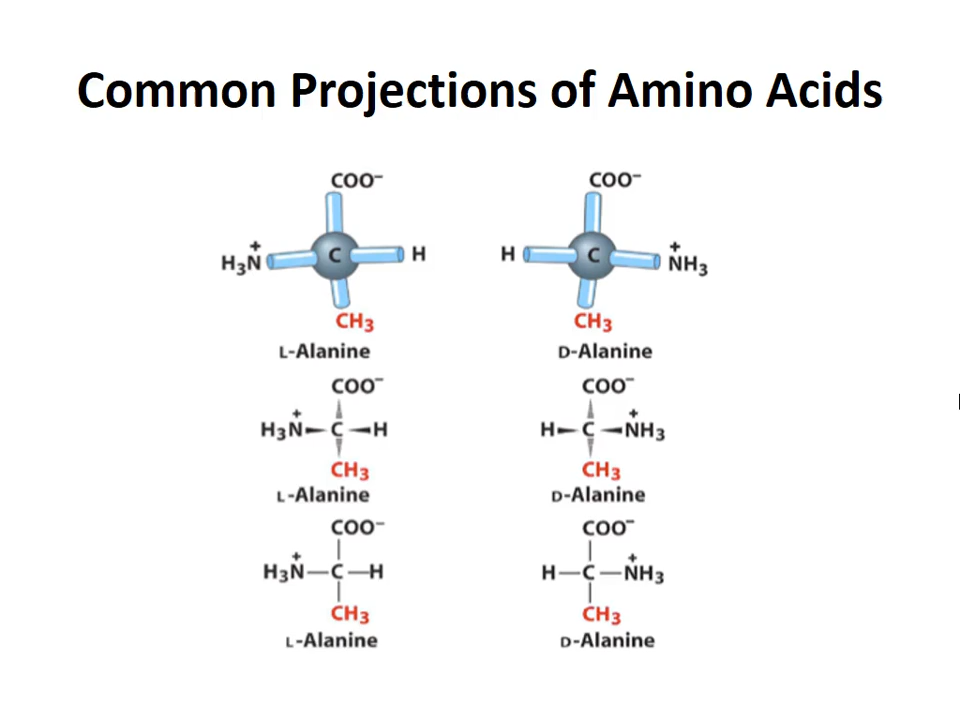 Common Projections of Amino Acids
COO⁻ COO⁻
H₃N⁺ C H H C N⁺H₃
CH₃ CH₃
L-Alanine D-Alanine
COO⁻ COO⁻
H₃N⁺ C H H C N⁺H₃
CH₃ CH₃
L-Alanine D-Alanine
COO⁻ COO⁻
H₃N⁺—C—H H—C—N⁺H₃
CH₃ CH₃
L-Alanine D-Alanine